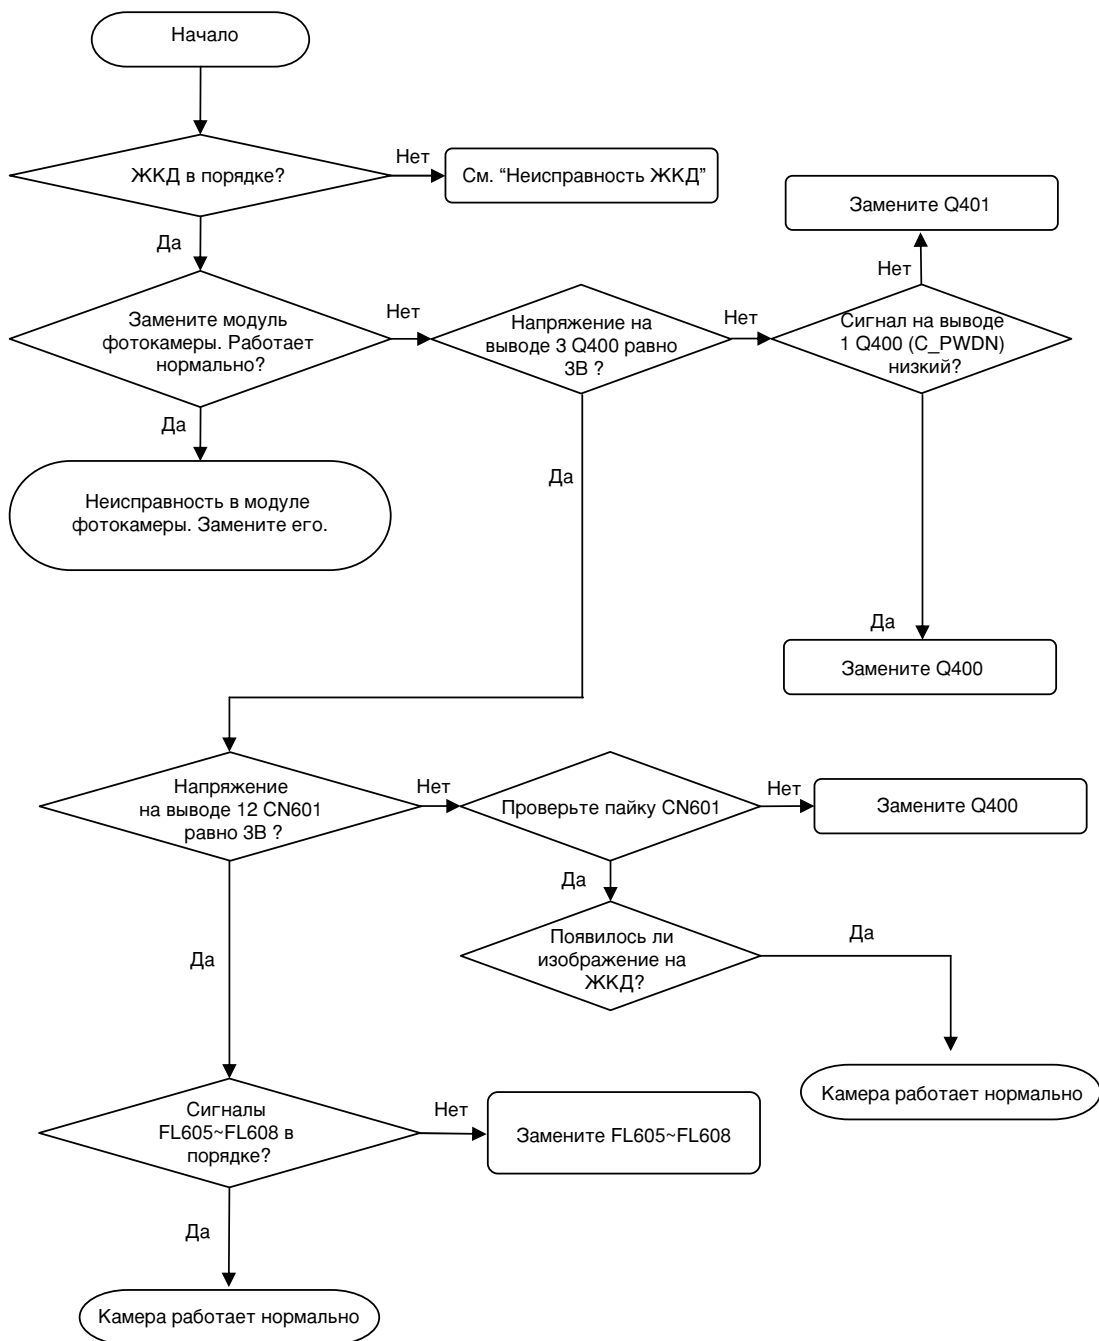 Начало
ЖКД в порядке?
Нет
См. “Неисправность ЖКД”
Замените Q401
Да
Нет
Замените модуль
фотокамеры. Работает
нормально?
Нет
Напряжение на
выводе 3 Q400 равно
3В ?
Нет
Сигнал на выводе
1 Q400 (C_PWDN)
низкий?
Да
Да
Неисправность в модуле
фотокамеры. Замените его.
Да
Замените Q400
Напряжение
на выводе 12 CN601
равно 3В ?
Нет
Проверьте пайку CN601
Нет
Замените Q400
Да
Да
Появилось ли
изображение на
ЖКД?
Да
Камера работает нормально
Сигналы
FL605~FL608 в
порядке?
Нет
Замените FL605~FL608
Да
Камера работает нормально